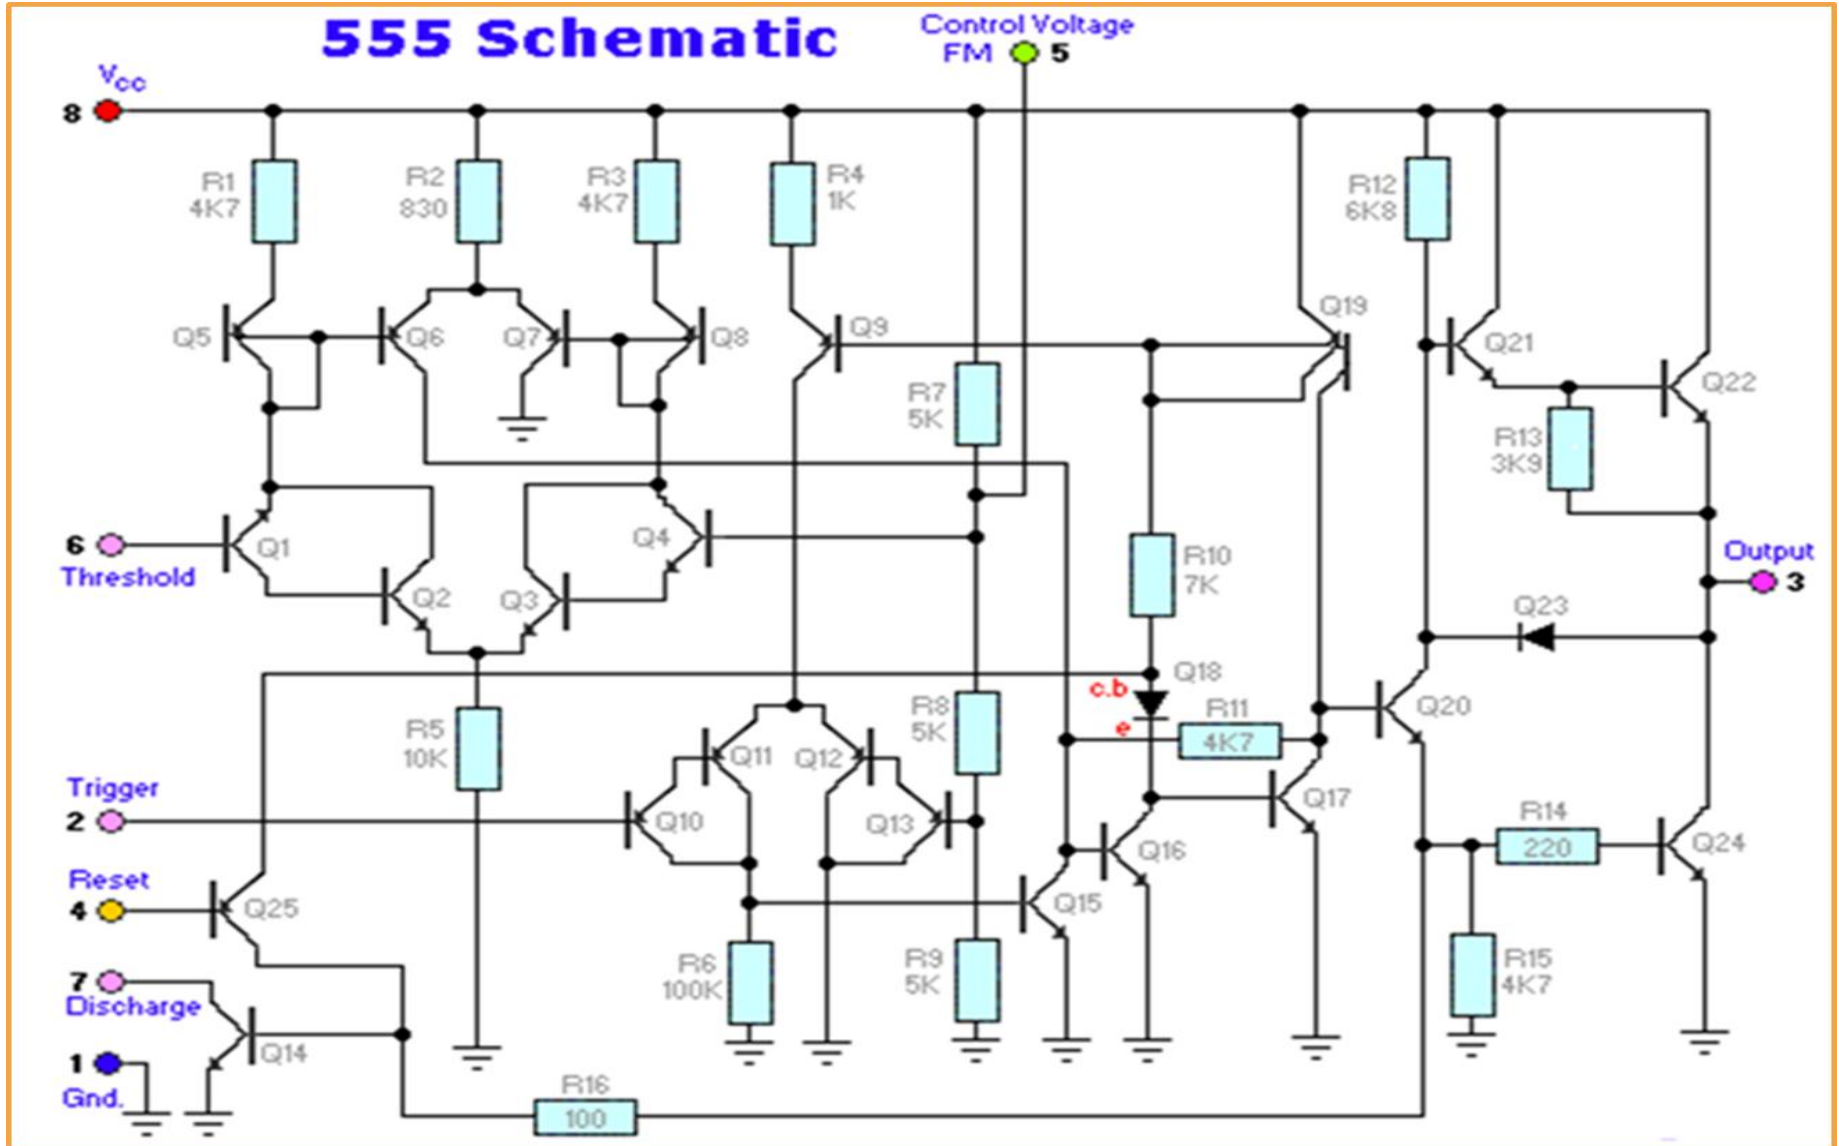 555 Schematic
Control Voltage
FM 5
Vcc
8
R1
4K7
R2
830
R3
4K7
R4
1K
R12
6K8
Q5
Q6
Q7
Q8
Q9
Q19
Q21
Q22
R7
5K
R13
3K9
6
Threshold
Q1
Q2
Q3
Q4
R10
7K
Output
3
Q23
Q18
c.b
e
R11
4K7
Q20
R5
10K
R8
5K
Q11
Q12
Trigger
2
Q10
Q13
Q17
R14
220
Q24
Q16
Reset
4
Q25
Q15
7
Discharge
R6
100K
R9
5K
R15
4K7
Q14
1
Gnd.
R16
100